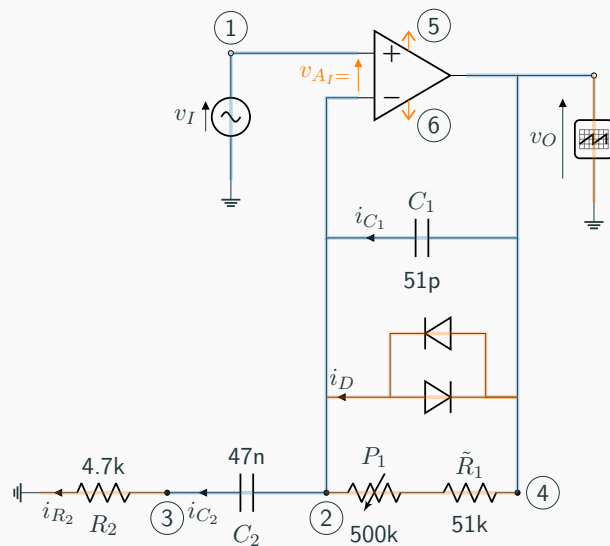 1
5
+
v_{A_I=}
−
v_I
6
v_O
C_1
i_{C_1}
51p
i_D
4.7k
47n
P_1
\tilde{R}_1
4
i_{R_2}
R_2
3
i_{C_2}
C_2
2
500k
51k